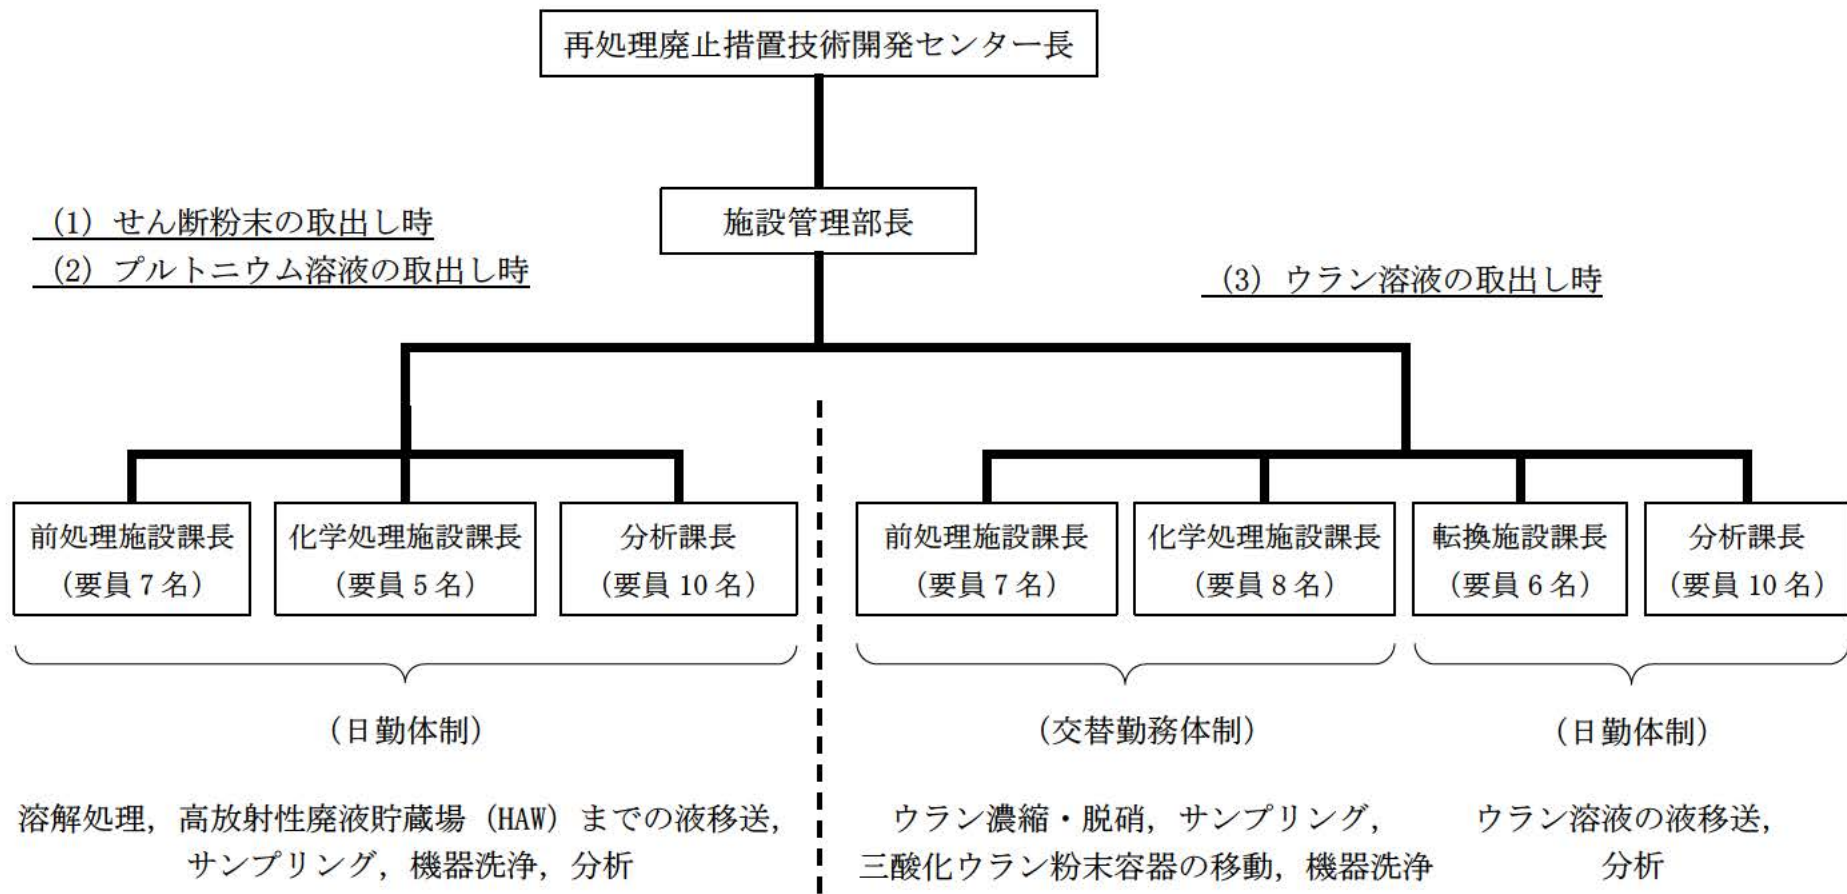 再処理廃止措置技術開発センター長
施設管理部長
(1) せん断粉末の取出し時
(2) プルトニウム溶液の取出し時
(3) ウラン溶液の取出し時
前処理施設課長
(要員 7 名)
化学処理施設課長
(要員 5 名)
分析課長
(要員 10 名)
前処理施設課長
(要員 7 名)
化学処理施設課長
(要員 8 名)
転換施設課長
(要員 6 名)
分析課長
(要員 10 名)
(日勤体制)
(交替勤務体制)
(日勤体制)
溶解処理, 高放射性廃液貯蔵場 (HAW) までの液移送,
サンプリング, 機器洗浄, 分析
ウラン濃縮・脱硝, サンプリング,
三酸化ウラン粉末容器の移動, 機器洗浄
ウラン溶液の液移送,
分析